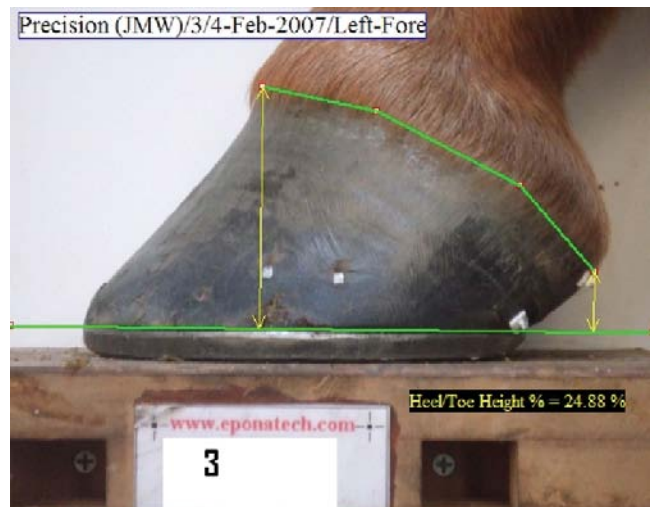 Precision (JMW)/3/4-Feb-2007/Left-Fore
Heel/Toe Height % = 24.88 %
www.eponatech.com
3